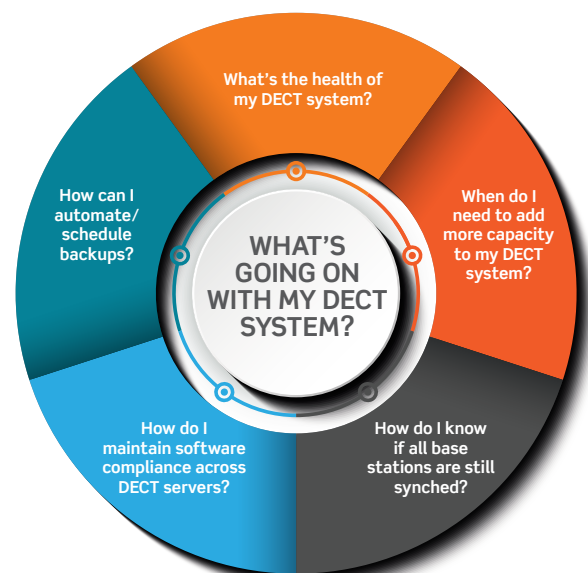 What's the health of
my DECT system?
When do I
need to add
more capacity
to my DECT
system?
How do I know
if all base
stations are still
synched?
How do I
maintain software
compliance across
DECT servers?
How can I
automate/
schedule
backups?
WHAT'S
GOING ON
WITH MY DECT
SYSTEM?